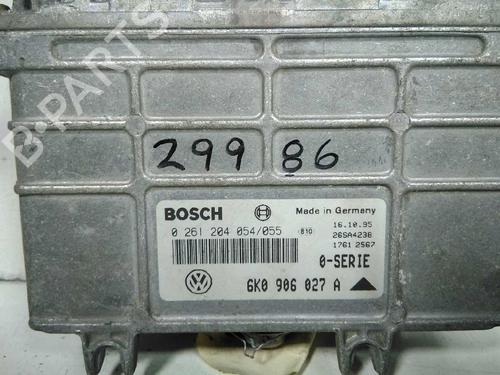 B-PARTS
299 86
BOSCH Made in Germany
0 261 204 054/055 810 16.10.95
26SA4238
1761 2567
0-SERIE
6K0 906 027 A